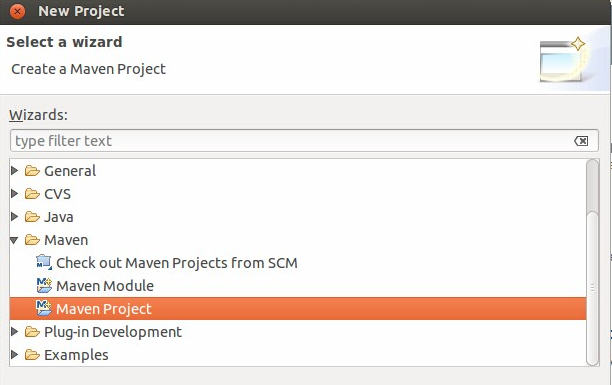 New Project
Select a wizard
Create a Maven Project
Wizards:
type filter text
General
CVS
Java
Maven
Check out Maven Projects from SCM
Maven Module
Maven Project
Plug-in Development
Examples